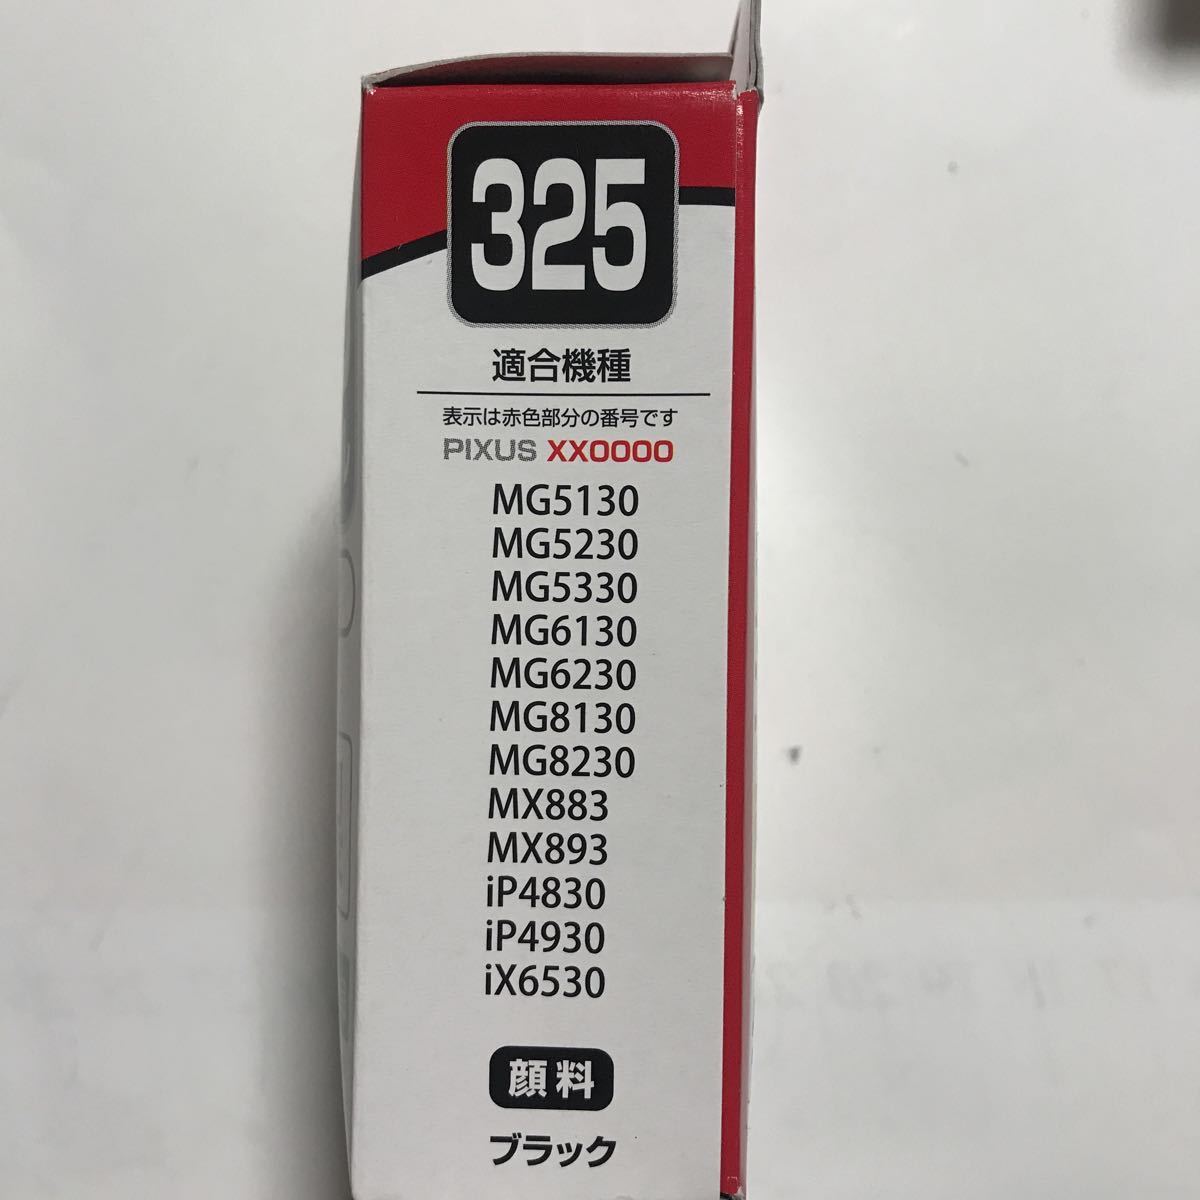 325
適合機種
表示は赤色部分の番号です
PIXUS XX0000
MG5130
MG5230
MG5330
MG6130
MG6230
MG8130
MG8230
MX883
MX893
iP4830
iP4930
iX6530
顔料
ブラック